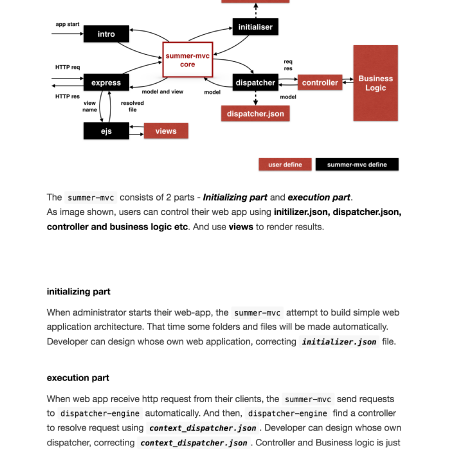 app start
intro
initialiser
summer-mvc
core
HTTP req
HTTP res
express
model and view
model
dispatcher
req
res
model
controller
Business
Logic
view
name
resolved
file
ejs
views
dispatcher.json
user define
summer-mvc define
The summer-mvc consists of 2 parts - Initializing part and execution part.
As image shown, users can control their web app using initilizer.json, dispatcher.json,
controller and business logic etc. And use views to render results.
initializing part
When administrator starts their web-app, the summer-mvc attempt to build simple web
application architecture. That time some folders and files will be made automatically.
Developer can design whose own web application, correcting initializer.json file.
execution part
When web app receive http request from their clients, the summer-mvc send requests
to dispatcher-engine automatically. And then, dispatcher-engine find a controller
to resolve request using context_dispatcher.json. Developer can design whose own
dispatcher, correcting context_dispatcher.json. Controller and Business logic is just